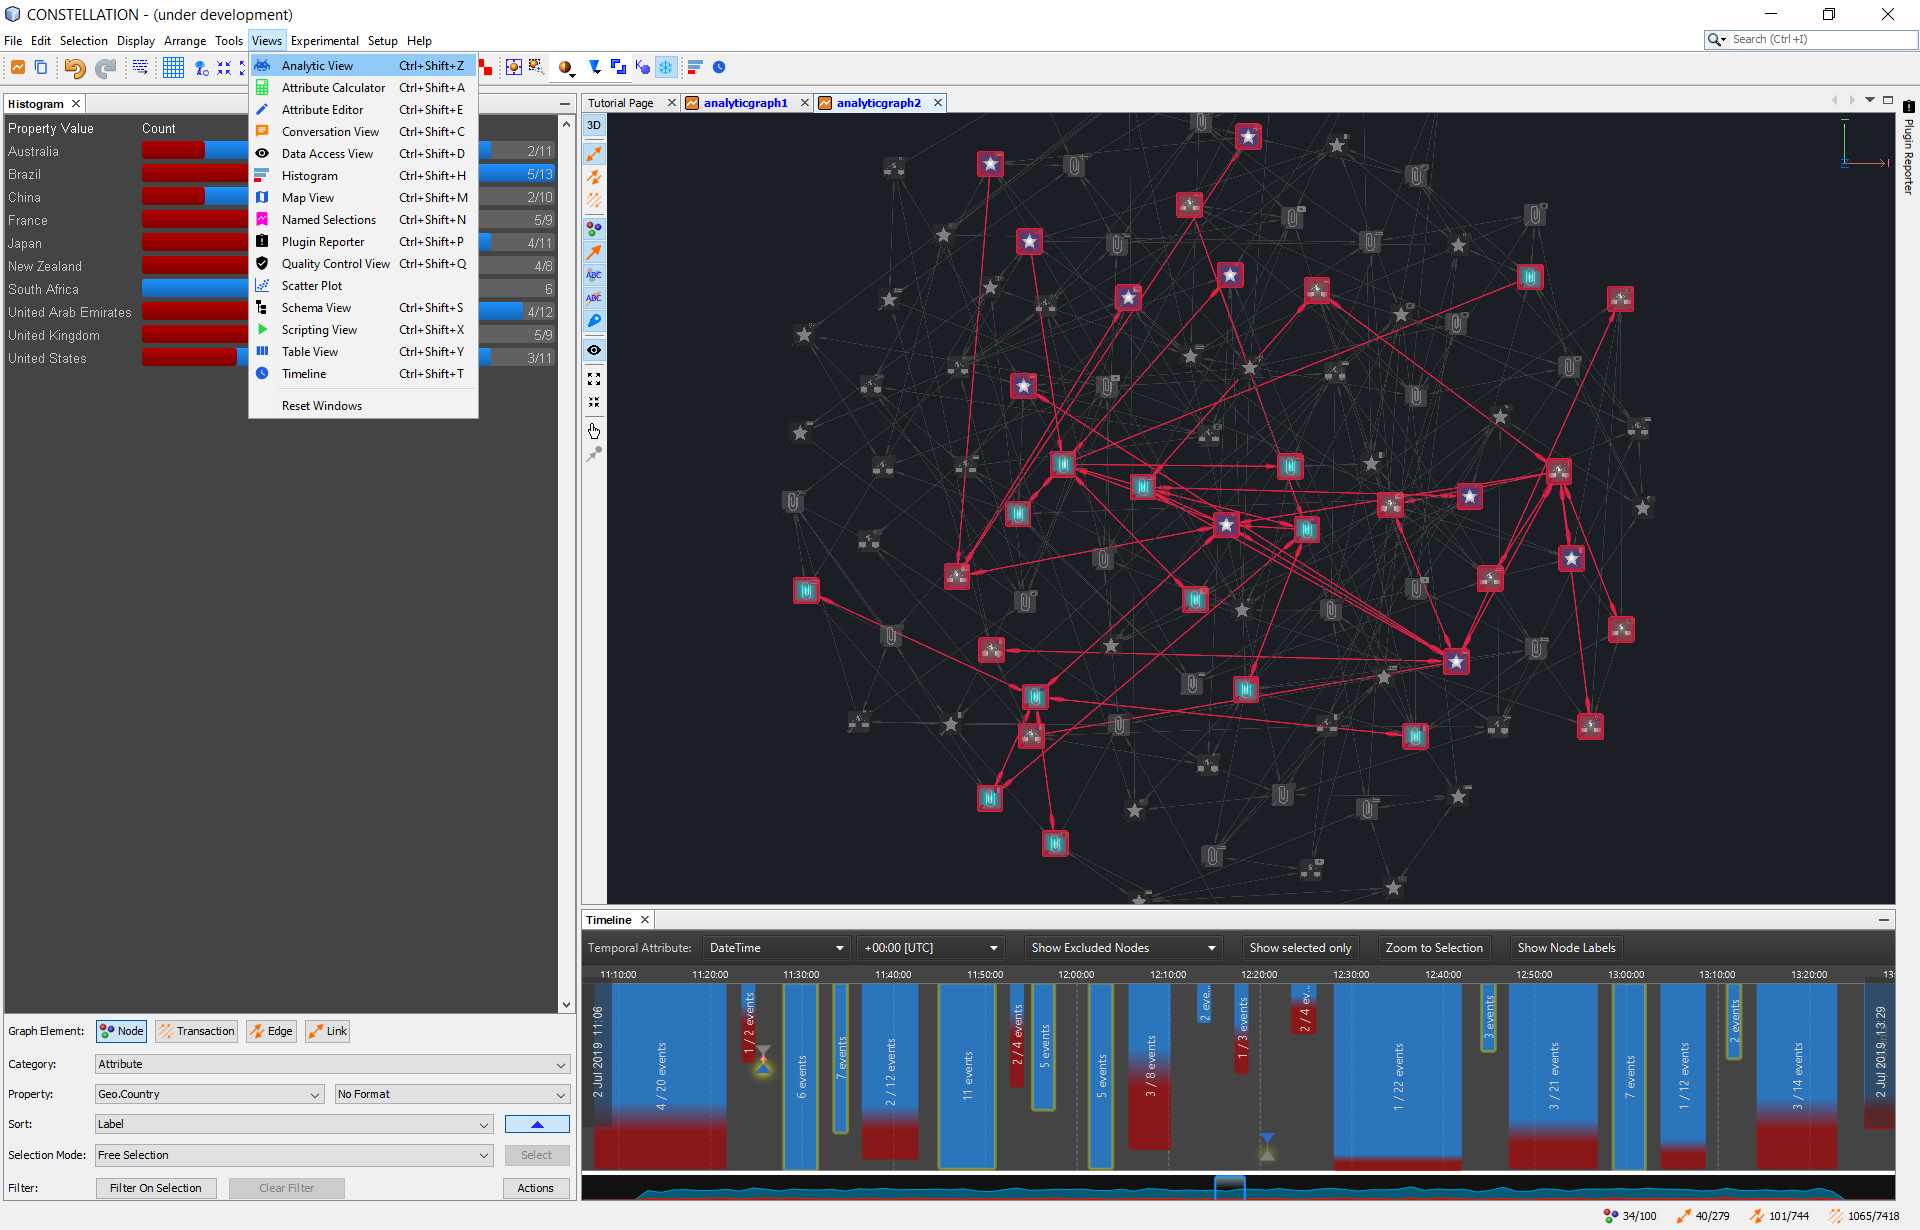 CONSTELLATION - (under development)
File Edit Selection Display Arrange Tools Views Experimental Setup Help
Search (Ctrl+I)
Analytic View Ctrl+Shift+Z
Attribute Calculator Ctrl+Shift+A
Attribute Editor Ctrl+Shift+E
Conversation View Ctrl+Shift+C
Data Access View Ctrl+Shift+D
Histogram Ctrl+Shift+H
Map View Ctrl+Shift+M
Named Selections Ctrl+Shift+N
Plugin Reporter Ctrl+Shift+P
Quality Control View Ctrl+Shift+Q
Scatter Plot
Schema View Ctrl+Shift+S
Scripting View Ctrl+Shift+X
Table View Ctrl+Shift+Y
Timeline Ctrl+Shift+T
Reset Windows
Histogram
Property Value Count
Australia 2/11
Brazil 5/13
China 2/10
France 5/9
Japan 4/11
New Zealand 4/8
South Africa 6
United Arab Emirates 4/12
United Kingdom 5/9
United States 3/11
Graph Element: Node Transaction Edge Link
Category: Attribute
Property: Geo.Country No Format
Sort: Label
Selection Mode: Free Selection Select
Filter: Filter On Selection Clear Filter Actions
Tutorial Page analyticgraph1 analyticgraph2
3D
ABC
ABC
Plugin Reporter
Timeline
Temporal Attribute: DateTime +00:00 [UTC] Show Excluded Nodes Show selected only Zoom to Selection Show Node Labels
11:10:00 11:20:00 11:30:00 11:40:00 11:50:00 12:00:00 12:10:00 12:20:00 12:30:00 12:40:00 12:50:00 13:00:00 13:10:00 13:20:00 13:
2 Jul 2019 11:06
4 / 20 events
1 / 2 events
6 events
7 events
2 / 12 events
11 events
2 / 4 events
5 events
5 events
3 / 8 events
2 eve...
1 / 3 events
2 / 4 ev...
1 / 22 events
3 events
3 / 21 events
7 events
1 / 12 events
2 events
3 / 14 events
2 Jul 2019 13:29
34/100 40/279 101/744 1065/7418